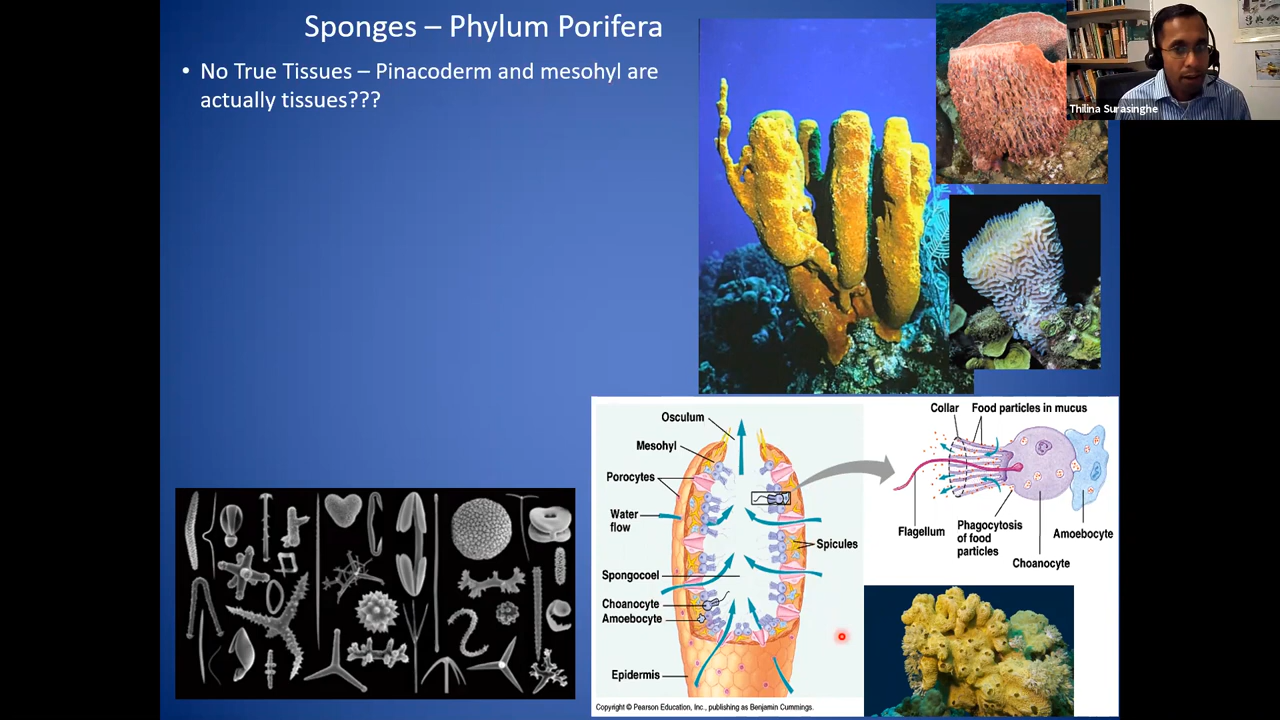 Sponges – Phylum Porifera
• No True Tissues – Pinacoderm and mesohyl are
actually tissues???
Thilina Surasinghe
Osculum
Mesohyl
Porocytes
Water
flow
Spongocoel
Choanocyte
Amoebocyte
Epidermis
Spicules
Collar
Food particles in mucus
Flagellum
Phagocytosis
of food
particles
Choanocyte
Amoebocyte
Copyright © Pearson Education, Inc., publishing as Benjamin Cummings.